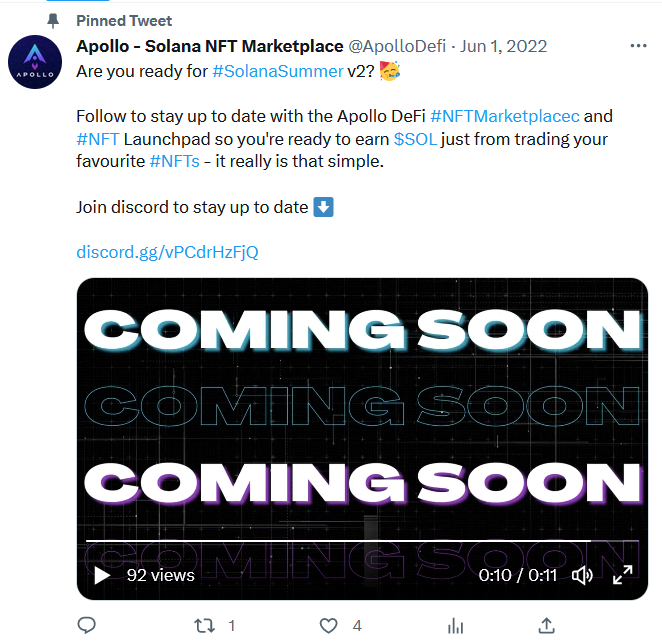 Pinned Tweet
APOLLO
Apollo - Solana NFT Marketplace @ApolloDefi · Jun 1, 2022
Are you ready for #SolanaSummer v2? 🥳
Follow to stay up to date with the Apollo DeFi #NFTMarketplacec and
#NFT Launchpad so you're ready to earn $SOL just from trading your
favourite #NFTs - it really is that simple.
Join discord to stay up to date ⬇️
discord.gg/vPCdrHzFjQ
COMING SOON
COMING SOON
COMING SOON
COMING SOON
92 views
0:10 / 0:11
1
4